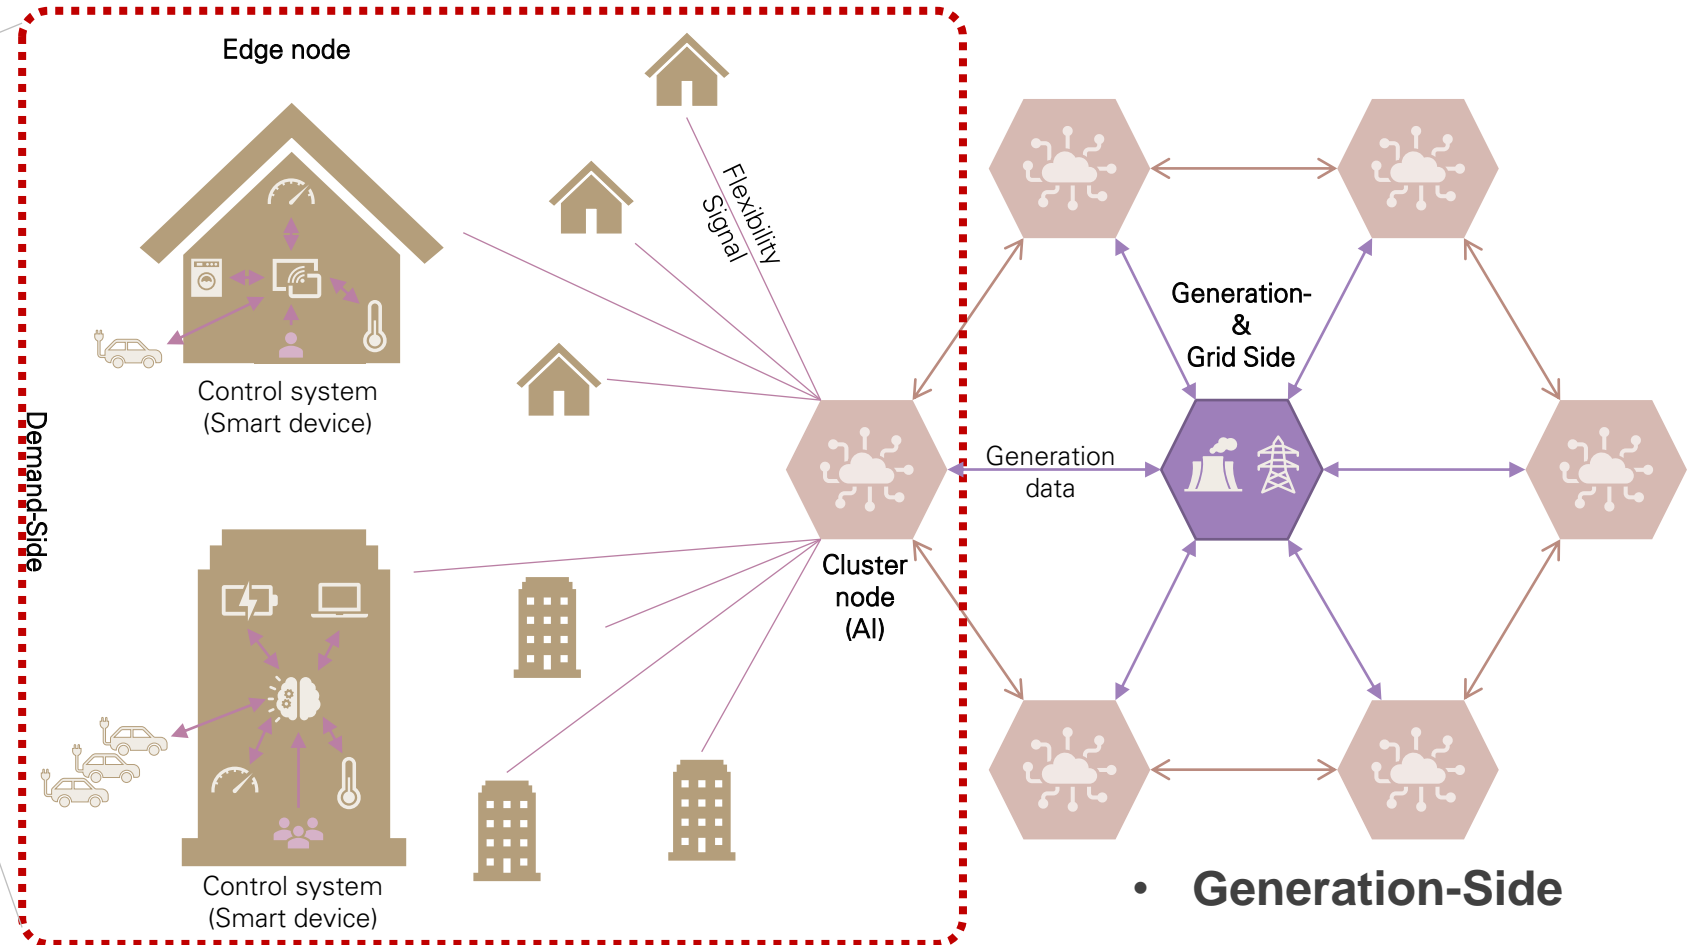 Edge node
Flexibility
Signal
Generation-
&
Grid Side
Control system
(Smart device)
Demand-Side
Generation
data
Cluster
node
(AI)
Control system
(Smart device)
• Generation-Side